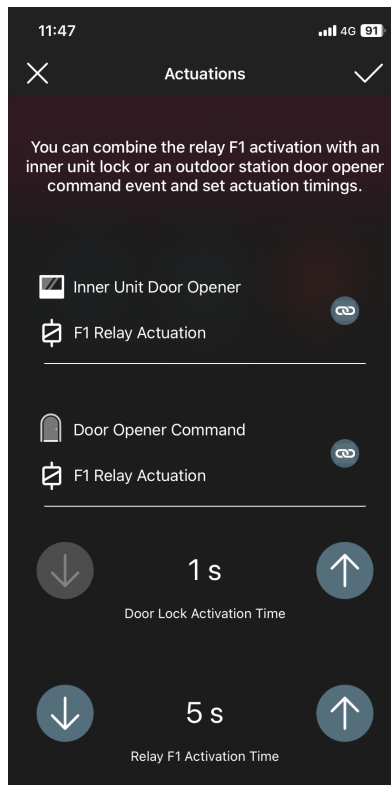 11:47
4G 91
Actuations
You can combine the relay F1 activation with an
inner unit lock or an outdoor station door opener
command event and set actuation timings.
Inner Unit Door Opener
F1 Relay Actuation
Door Opener Command
F1 Relay Actuation
1 s
Door Lock Activation Time
5 s
Relay F1 Activation Time